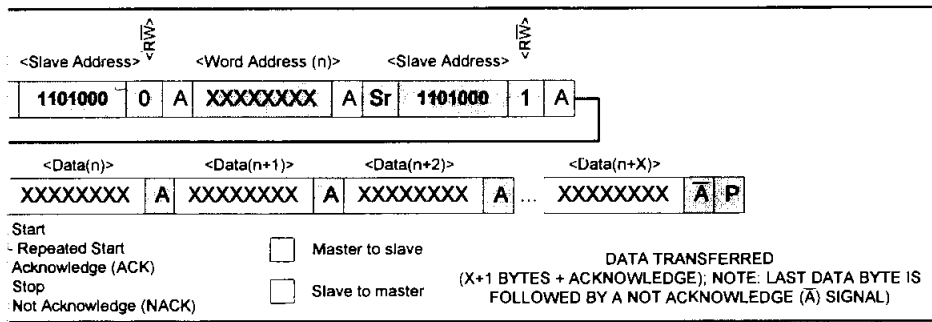 <R/W̅> <R/W̅>
<Slave Address> <Word Address (n)> <Slave Address>
1101000 0 A XXXXXXXX A Sr 1101000 1 A
<Data(n)> <Data(n+1)> <Data(n+2)> <Data(n+X)>
XXXXXXXX A XXXXXXXX A XXXXXXXX A ... XXXXXXXX A̅ P
Start
Repeated Start
Acknowledge (ACK)
Stop
Not Acknowledge (NACK)
Master to slave
Slave to master
DATA TRANSFERRED
(X+1 BYTES + ACKNOWLEDGE); NOTE: LAST DATA BYTE IS
FOLLOWED BY A NOT ACKNOWLEDGE (A̅) SIGNAL)